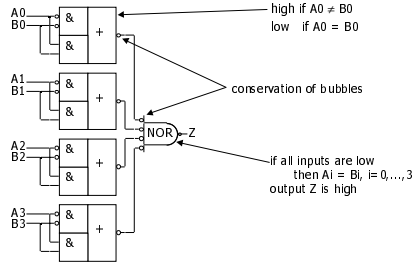 A0
B0
&
&
+
high if A0 ≠ B0
low if A0 = B0
A1
B1
&
&
+
conservation of bubbles
NOR
Z
A2
B2
&
&
+
if all inputs are low
then Ai = Bi, i=0,...,3
output Z is high
A3
B3
&
&
+